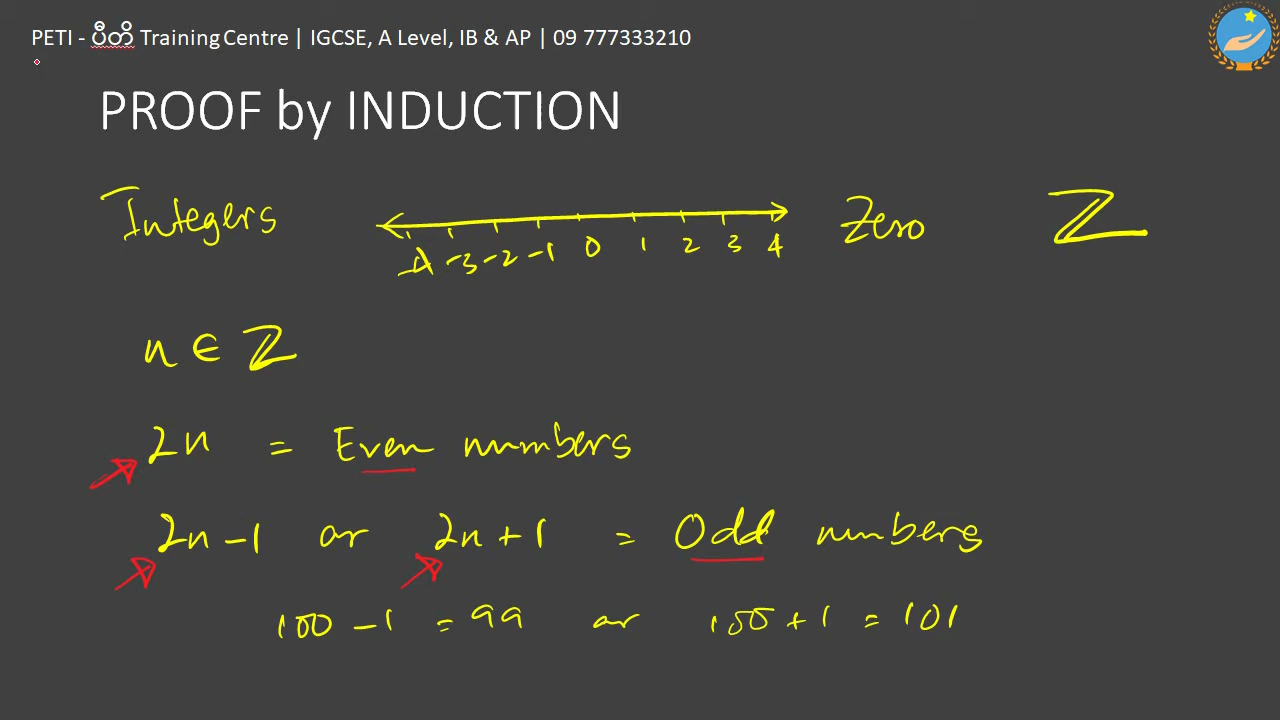 PETI - ပီတိ Training Centre | IGCSE, A Level, IB & AP | 09 777333210
PROOF by INDUCTION
Integers -4 -3 -2 -1 0 1 2 3 4 Zero ℤ
n ∈ ℤ
2n = Even numbers
2n - 1 or 2n + 1 = Odd numbers
100 - 1 = 99 or 100 + 1 = 101